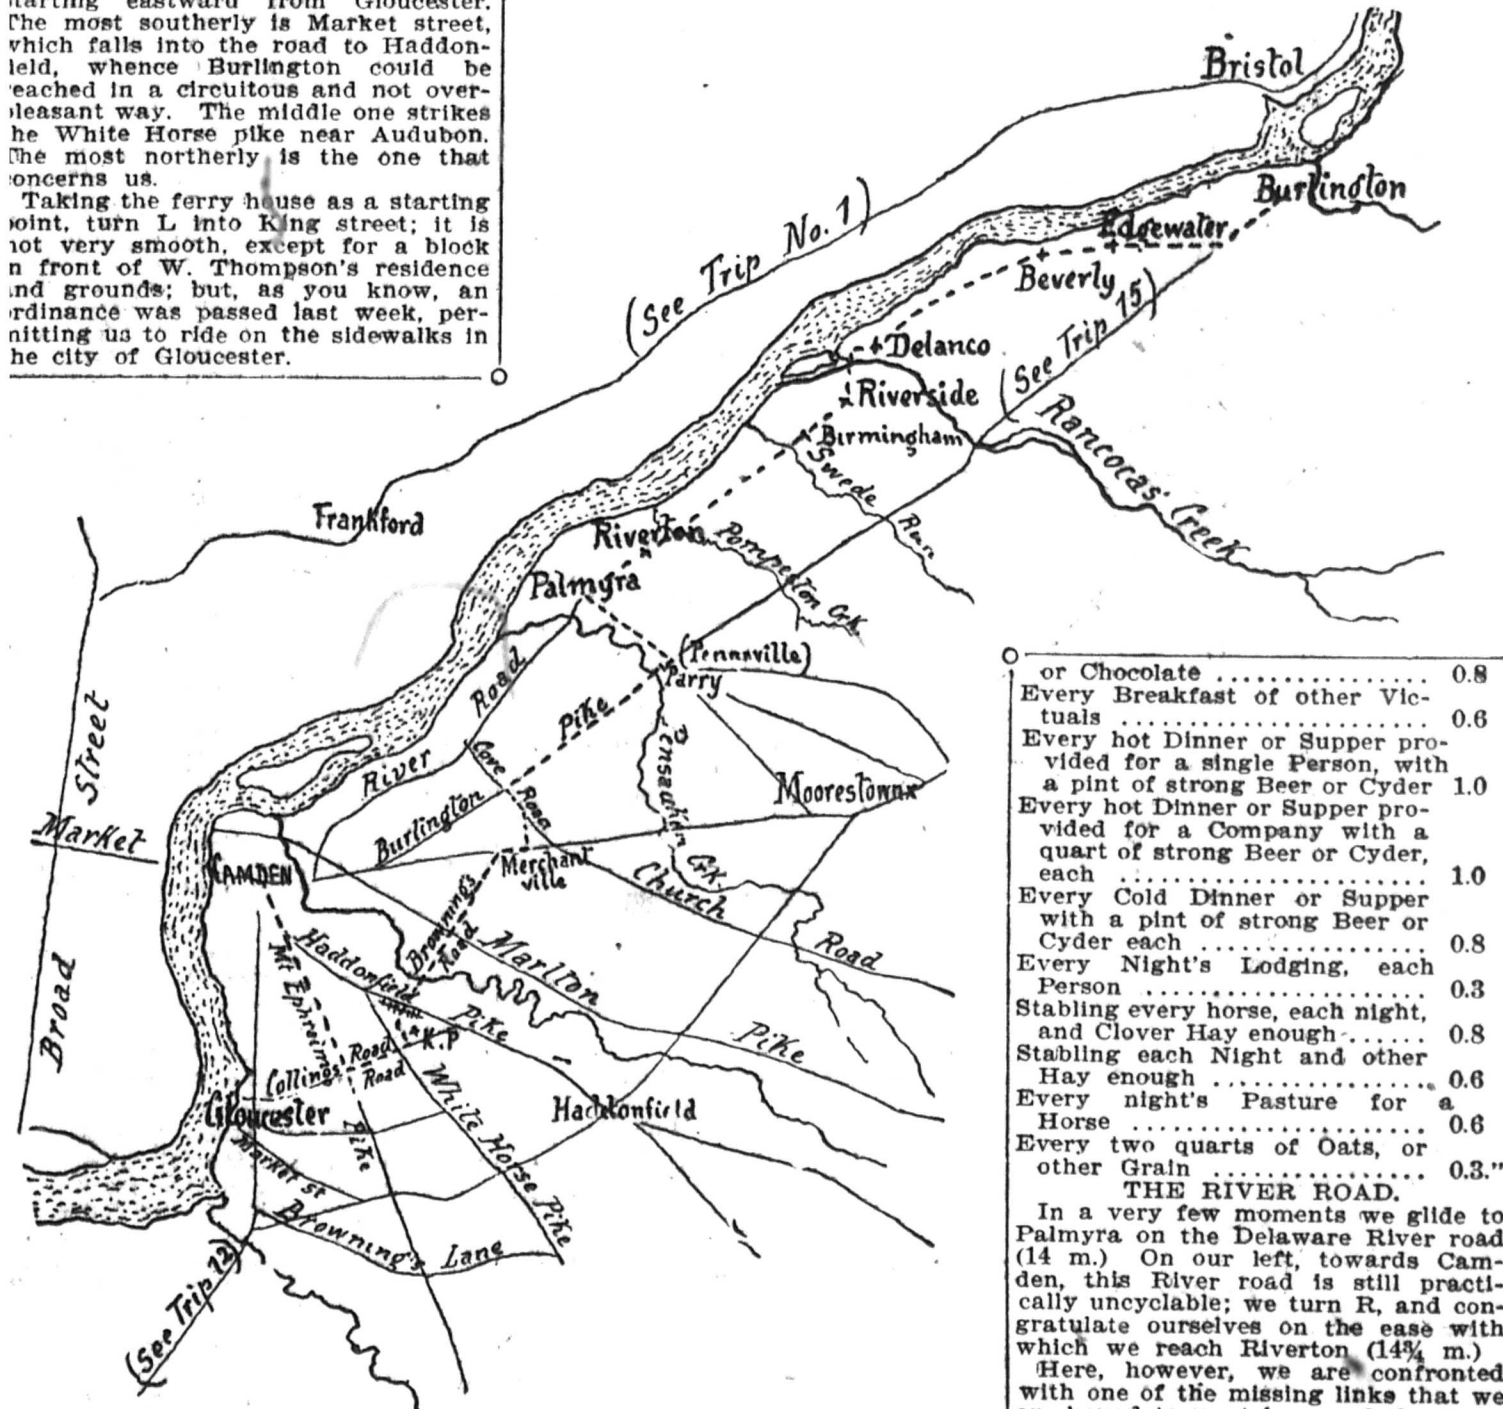 tarting eastward from Gloucester.
The most southerly is Market street,
which falls into the road to Haddon-
ield, whence Burlington could be
eached in a circuitous and not over-
pleasant way. The middle one strikes
he White Horse pike near Audubon.
The most northerly is the one that
concerns us.
Taking the ferry house as a starting
point, turn L into King street; it is
not very smooth, except for a block
n front of W. Thompson's residence
and grounds; but, as you know, an
ordinance was passed last week, per-
mitting us to ride on the sidewalks in
he city of Gloucester.
Bristol
Burlington
(See Trip No. 1)
Edgewater
Beverly
(See Trip 15)
Delanco
Riverside
Birmingham
Rancocas Creek
Swede Run
Frankford
Riverton
Pompeston Crk.
Palmyra
(Pennsville)
Parry
River Road
Burlington Pike
Cove Road
Pensauken Crk.
Moorestown
Market
Broad Street
CAMDEN
Merchant
ville
Church Road
Browning's
Road
Marlton Pike
Haddonfield Pike
Mt Ephraim Pike
K.P
Collings Road
Road
White Horse Pike
Gloucester
Haddonfield
Market st
Browning's Lane
(See Trip 12)
or Chocolate ................ 0.8
Every Breakfast of other Vic-
tuals ........................ 0.6
Every hot Dinner or Supper pro-
vided for a single Person, with
a pint of strong Beer or Cyder 1.0
Every hot Dinner or Supper pro-
vided for a Company with a
quart of strong Beer or Cyder,
each ........................ 1.0
Every Cold Dinner or Supper
with a pint of strong Beer or
Cyder each .................. 0.8
Every Night's Lodging, each
Person ...................... 0.3
Stabling every horse, each night,
and Clover Hay enough ...... 0.8
Stabling each Night and other
Hay enough ................. 0.6
Every night's Pasture for a
Horse ....................... 0.6
Every two quarts of Oats, or
other Grain ................. 0.3."
THE RIVER ROAD.
In a very few moments we glide to
Palmyra on the Delaware River road
(14 m.) On our left, towards Cam-
den, this River road is still practi-
cally uncyclable; we turn R, and con-
gratulate ourselves on the ease with
which we reach Riverton (14¾ m.)
Here, however, we are confronted
with one of the missing links that we